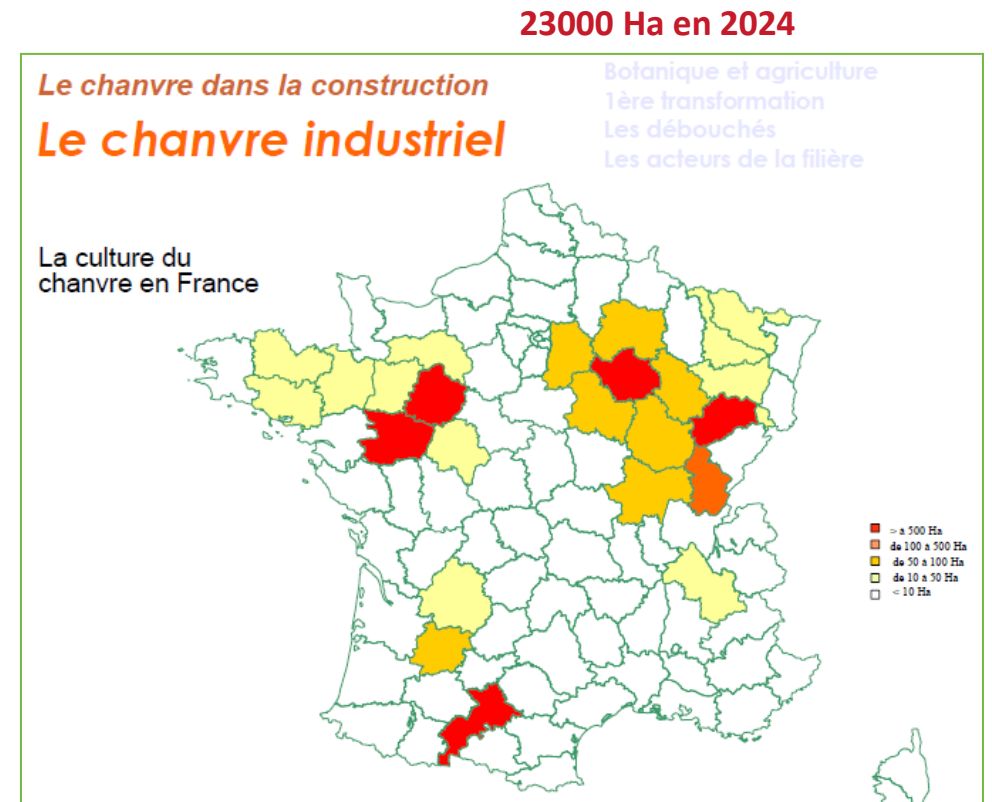 23000 Ha en 2024
Le chanvre dans la construction
Le chanvre industriel
Botanique et agriculture
1ère transformation
Les débouchés
Les acteurs de la filière
La culture du
chanvre en France
> à 500 Ha
de 100 à 500 Ha
de 50 à 100 Ha
de 10 à 50 Ha
< 10 Ha